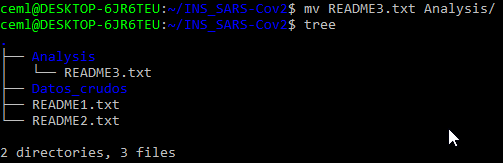 ceml@DESKTOP-6JR6TEU:~/INS_SARS-Cov2$ mv README3.txt Analysis/
ceml@DESKTOP-6JR6TEU:~/INS_SARS-Cov2$ tree
.
├── Analysis
│   └── README3.txt
├── Datos_crudos
├── README1.txt
└── README2.txt
2 directories, 3 files